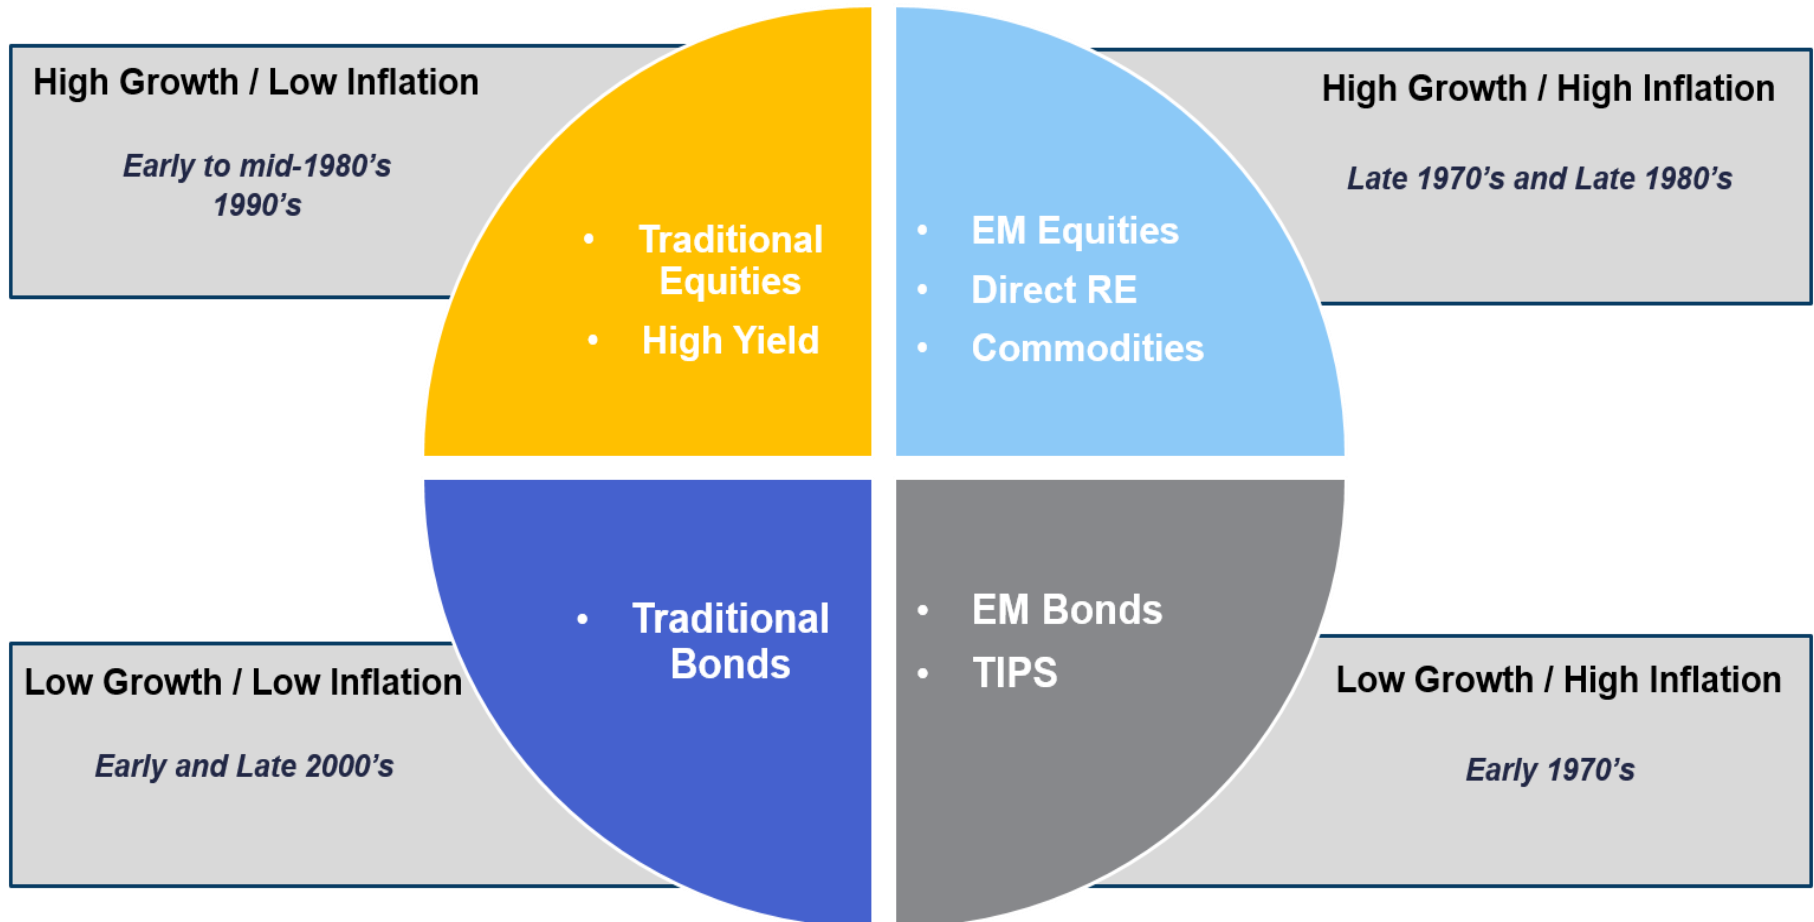 High Growth / Low Inflation
Early to mid-1980’s
1990’s
High Growth / High Inflation
Late 1970’s and Late 1980’s
• Traditional
Equities
• High Yield
• EM Equities
• Direct RE
• Commodities
• Traditional
Bonds
• EM Bonds
• TIPS
Low Growth / Low Inflation
Early and Late 2000’s
Low Growth / High Inflation
Early 1970’s